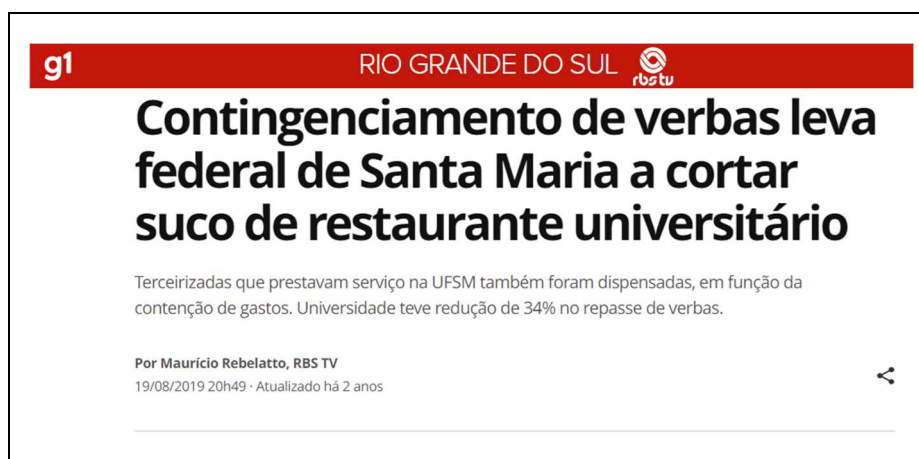 g1
RIO GRANDE DO SUL
rbs tv
Contingenciamento de verbas leva
federal de Santa Maria a cortar
suco de restaurante universitário
Terceirizadas que prestavam serviço na UFSM também foram dispensadas, em função da
contenção de gastos. Universidade teve redução de 34% no repasse de verbas.
Por Maurício Rebelatto, RBS TV
19/08/2019 20h49 · Atualizado há 2 anos